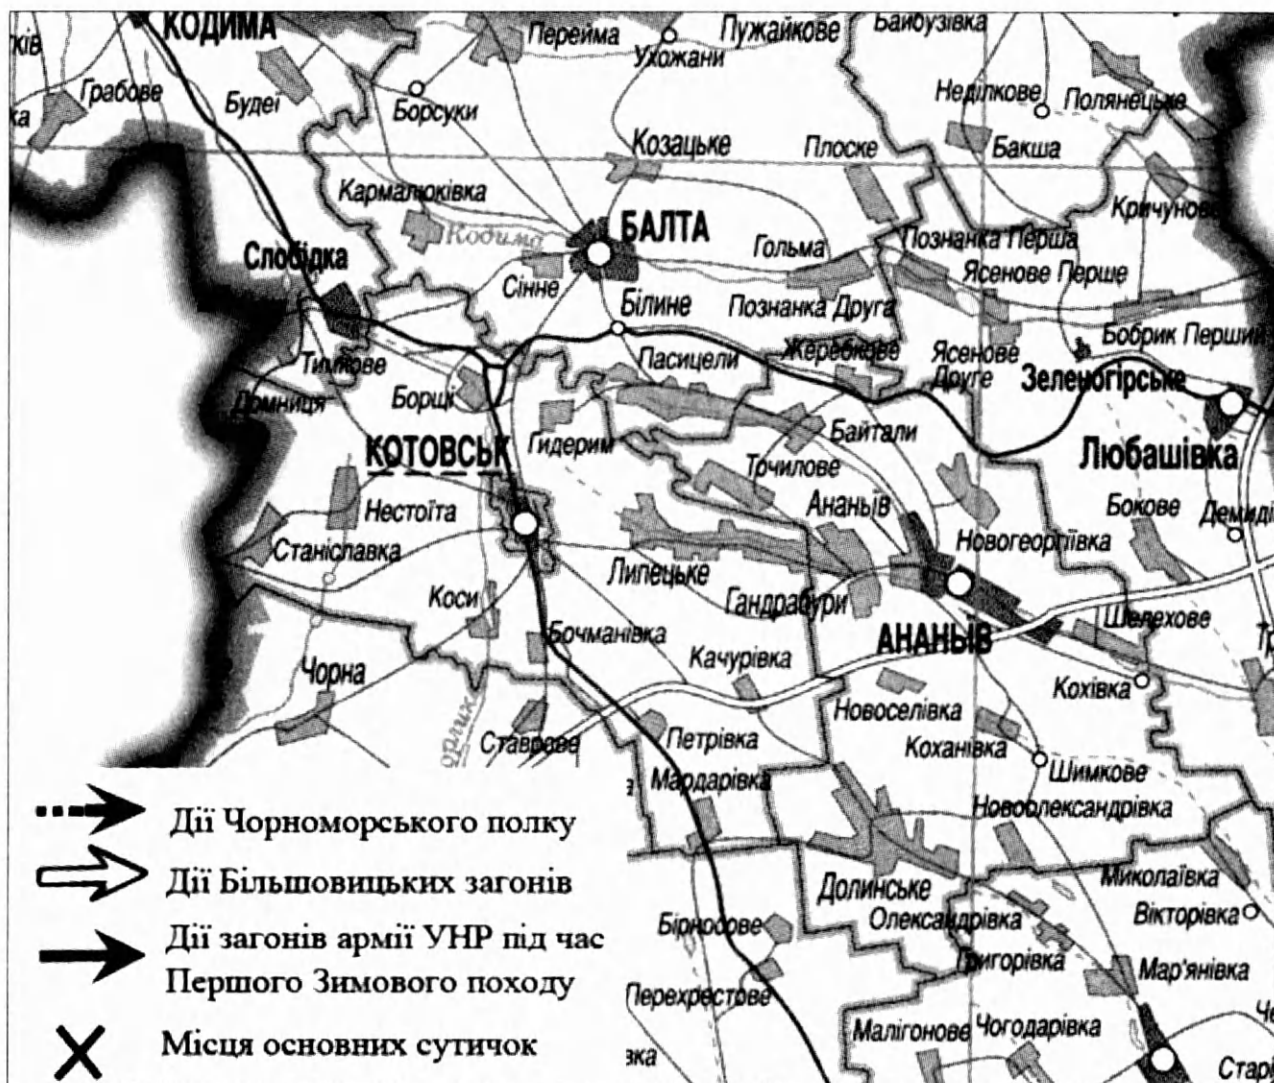 КОДИМА
Перейма
Пужайкове
Байбузівка
Ухожани
Грабове
Будеї
Борсуки
Неділкове
Полянецьке
Козацьке
Плоске
Бакша
Кармалюківка
Кодима
БАЛТА
Гольма
Кричунове
Познанка Перша
Слобідка
Сінне
Ясенове Перше
Білине
Познанка Друга
Тимкове
Пасицели
Жеребкове
Ясенове
Друге
Бобрик Перший
Домниця
Борщі
Зеленогірське
КОТОВСЬК
Гидерим
Байтали
Любашівка
Точилове
Нестоїта
Ананьїв
Бокове
Демиді
Станіславка
Новогеоргіївка
Липецьке
Коси
Гандрабури
Шелехове
Бочманівка
АНАНЬЇВ
Качурівка
Чорна
Кохівка
Новоселівка
Ставрове
Петрівка
Коханівка
Мардарівка
Шимкове
Новоолександрівка
Дії Чорноморського полку
Дії Більшовицьких загонів
Долинське
Миколаївка
Олександрівка
Вікторівка
Бірносове
Дії загонів армії УНР під час
Першого Зимового походу
Григорівка
Мар'янівка
Перехрестове
Малігонове
Чогодарівка
Місця основних сутичок
Старі